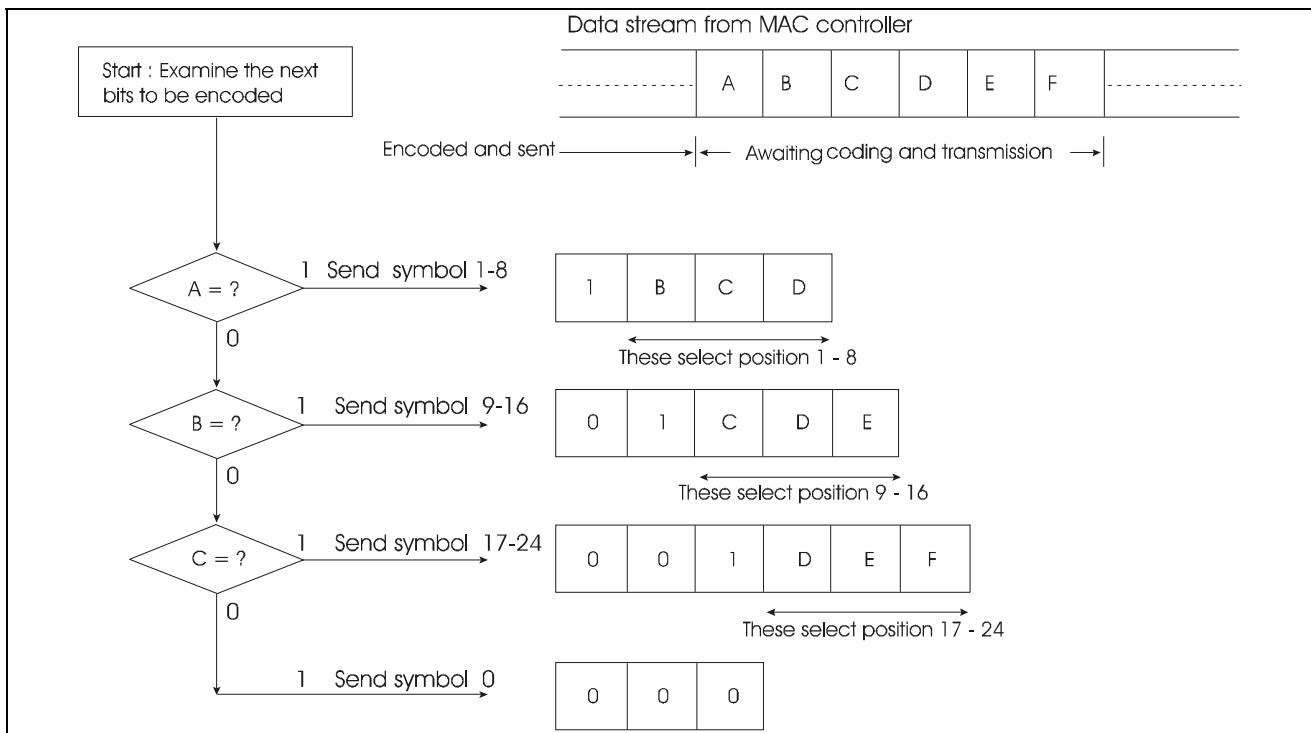 Data stream from MAC controller
Start : Examine the next
bits to be encoded
A B C D E F
Encoded and sent
Awaiting coding and transmission
A = ?
1 Send symbol 1-8
1 B C D
0
These select position 1 - 8
B = ?
1 Send symbol 9-16
0 1 C D E
0
These select position 9 - 16
C = ?
1 Send symbol 17-24
0 0 1 D E F
0
These select position 17 - 24
1 Send symbol 0
0 0 0